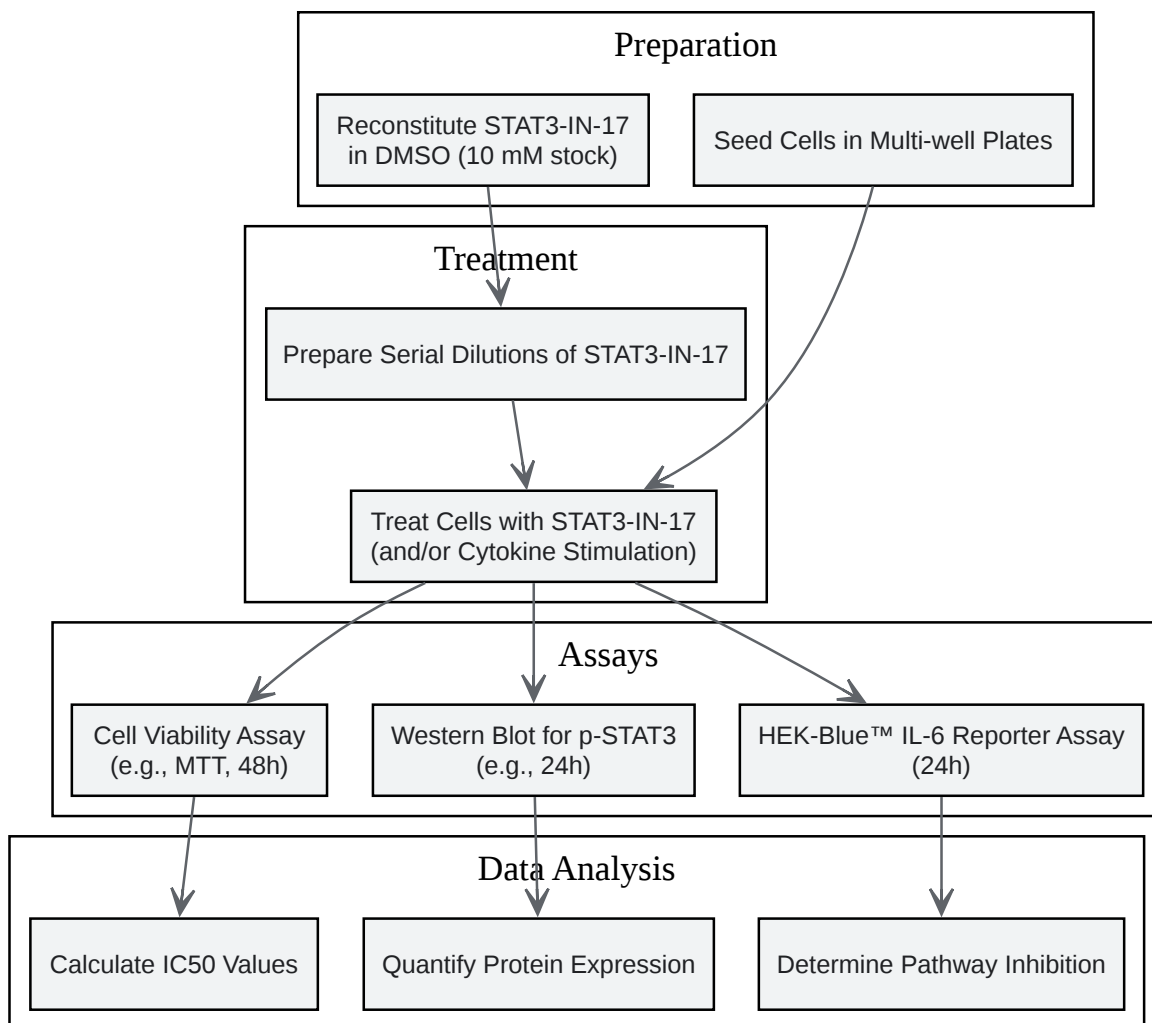 Preparation
Reconstitute STAT3-IN-17
in DMSO (10 mM stock)
Seed Cells in Multi-well Plates
Treatment
Prepare Serial Dilutions of STAT3-IN-17
Treat Cells with STAT3-IN-17
(and/or Cytokine Stimulation)
Assays
Cell Viability Assay
(e.g., MTT, 48h)
Western Blot for p-STAT3
(e.g., 24h)
HEK-Blue™ IL-6 Reporter Assay
(24h)
Data Analysis
Calculate IC50 Values
Quantify Protein Expression
Determine Pathway Inhibition